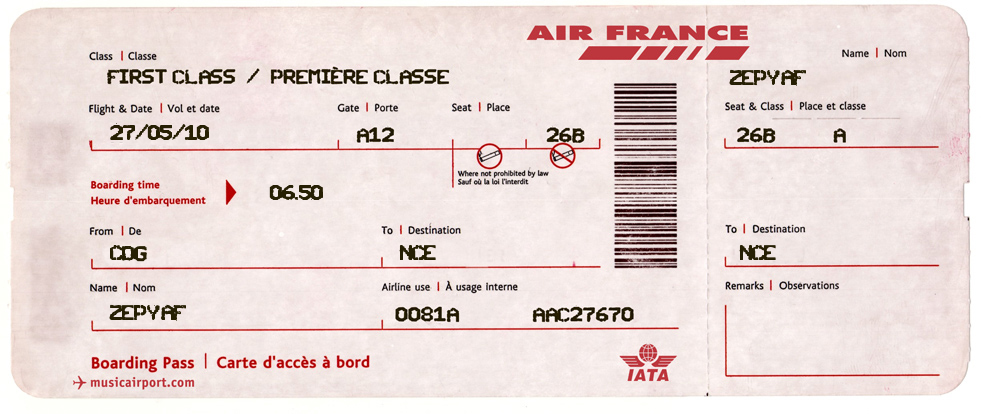 AIR FRANCE
Class | Classe
FIRST CLASS / PREMIÈRE CLASSE
Flight & Date | Vol et date
Gate | Porte
Seat | Place
27/05/10
A12
26B
Where not prohibited by law
Sauf où la loi l'interdit
Boarding time
Heure d'embarquement
06.50
From | De
To | Destination
CDG
NCE
Name | Nom
Airline use | À usage interne
ZEPYAF
0081A
AAC27670
Boarding Pass | Carte d'accès à bord
musicairport.com
IATA
Name | Nom
ZEPYAF
Seat & Class | Place et classe
26B
A
To | Destination
NCE
Remarks | Observations